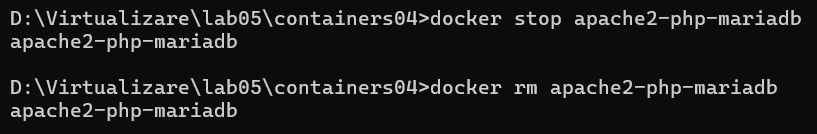 D:\Virtualizare\lab05\containers04>docker stop apache2-php-mariadb
apache2-php-mariadb
D:\Virtualizare\lab05\containers04>docker rm apache2-php-mariadb
apache2-php-mariadb